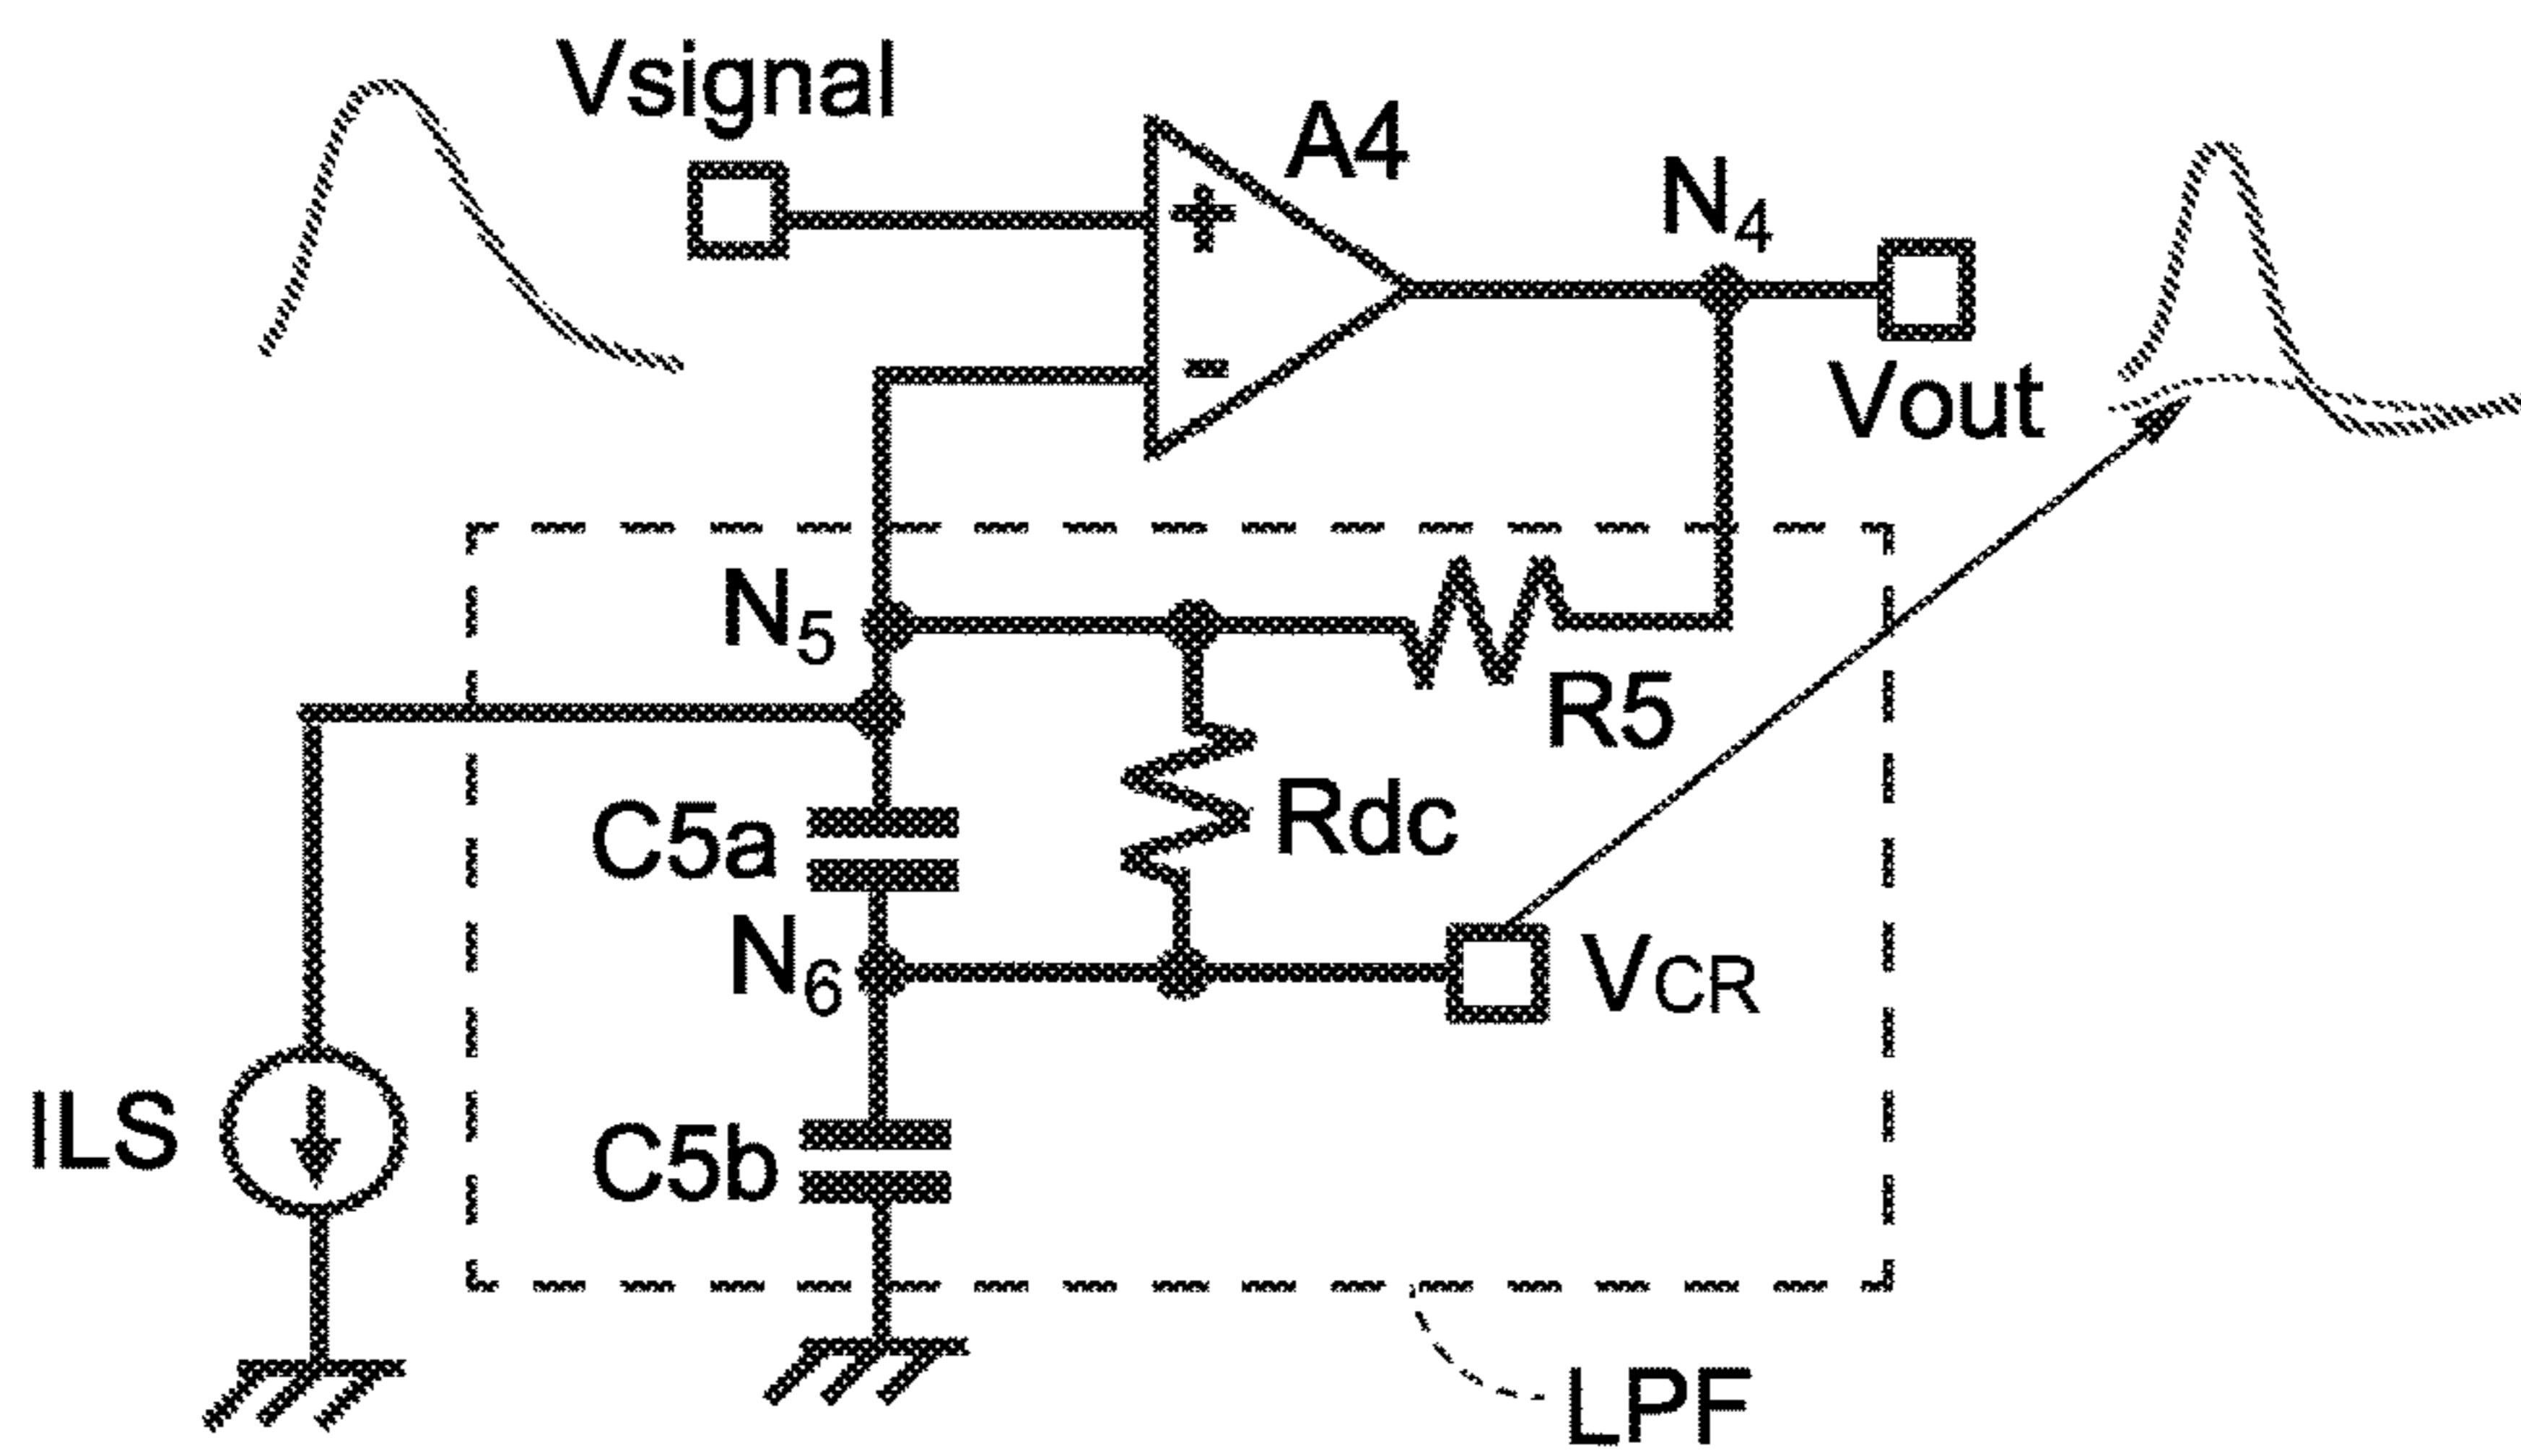 Vsignal
A4
+
-
N4
Vout
N5
R5
C5a
Rdc
N6
VCR
ILS
C5b
LPF